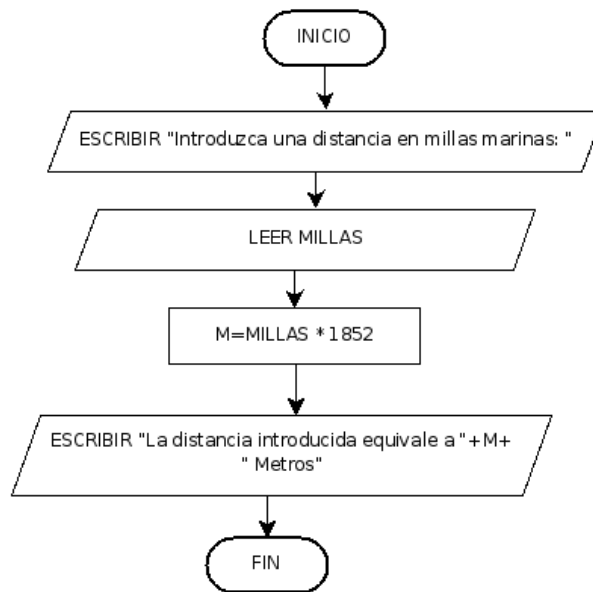 INICIO
ESCRIBIR "Introduzca una distancia en millas marinas: "
LEER MILLAS
M=MILLAS * 1852
ESCRIBIR "La distancia introducida equivale a "+M+
" Metros"
FIN